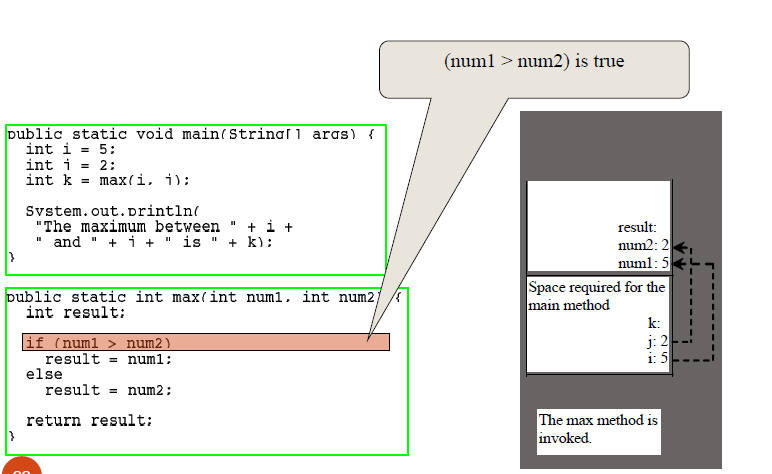 (num1 > num2) is true
public static void main(String[] args) {
int i = 5;
int j = 2;
int k = max(i, j);
System.out.println(
"The maximum between " + i +
" and " + j + " is " + k);
}
public static int max(int num1, int num2) {
int result;
if (num1 > num2)
result = num1;
else
result = num2;
return result;
}
result:
num2: 2
num1: 5
Space required for the
main method
k:
j: 2
i: 5
The max method is
invoked.